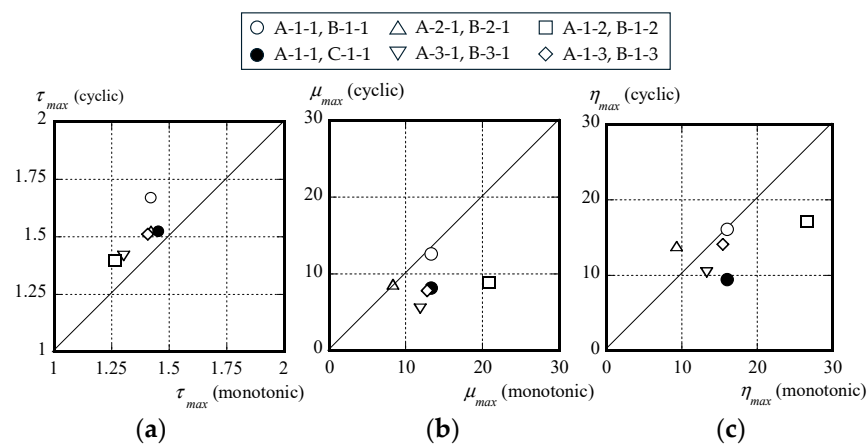 A-1-1, B-1-1 A-2-1, B-2-1 A-1-2, B-1-2
A-1-1, C-1-1 A-3-1, B-3-1 A-1-3, B-1-3
τmax (cyclic)
2
1.75
1.5
1.25
1
1 1.25 1.5 1.75 2
τmax (monotonic)
(a)
μmax (cyclic)
30
20
10
0
0 10 20 30
μmax (monotonic)
(b)
ηmax (cyclic)
30
20
10
0
0 10 20 30
ηmax (monotonic)
(c)